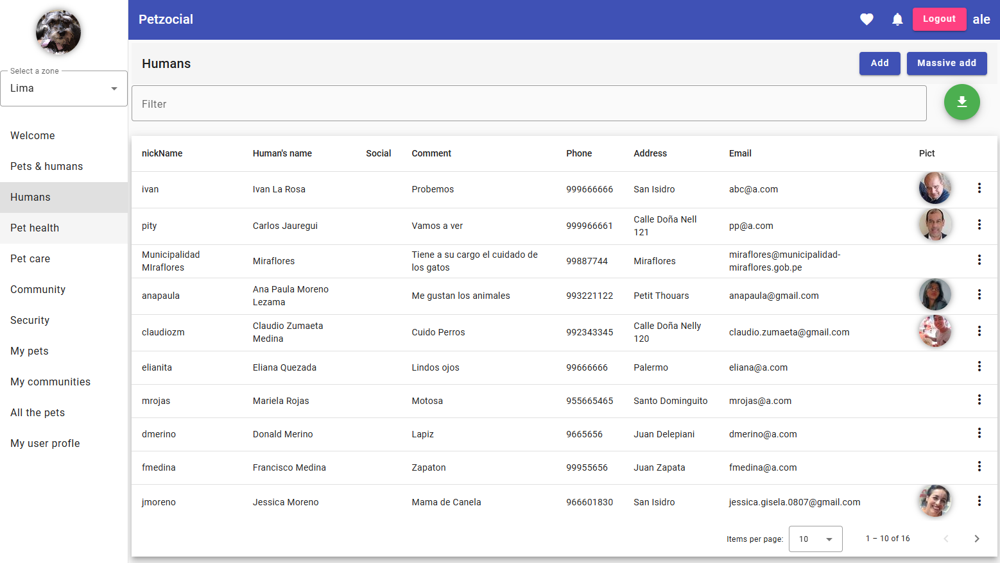 Petzocial
Logout
ale
Select a zone
Lima
Welcome
Pets & humans
Humans
Pet health
Pet care
Community
Security
My pets
My communities
All the pets
My user profle
Humans
Add
Massive add
Filter
nickName Human's name Social Comment Phone Address Email Pict
ivan Ivan La Rosa Probemos 999666666 San Isidro abc@a.com
pity Carlos Jauregui Vamos a ver 999966661 Calle Doña Nell
121 pp@a.com
Municipalidad
MIraflores Miraflores Tiene a su cargo el cuidado de
los gatos 99887744 Miraflores miraflores@municipalidad-
miraflores.gob.pe
anapaula Ana Paula Moreno
Lezama Me gustan los animales 993221122 Petit Thouars anapaula@gmail.com
claudiozm Claudio Zumaeta
Medina Cuido Perros 992343345 Calle Doña Nelly
120 claudio.zumaeta@gmail.com
elianita Eliana Quezada Lindos ojos 99666666 Palermo eliana@a.com
mrojas Mariela Rojas Motosa 955665465 Santo Dominguito mrojas@a.com
dmerino Donald Merino Lapiz 9665656 Juan Delepiani dmerino@a.com
fmedina Francisco Medina Zapaton 99955656 Juan Zapata fmedina@a.com
jmoreno Jessica Moreno Mama de Canela 966601830 San Isidro jessica.gisela.0807@gmail.com
Items per page: 10 1 – 10 of 16